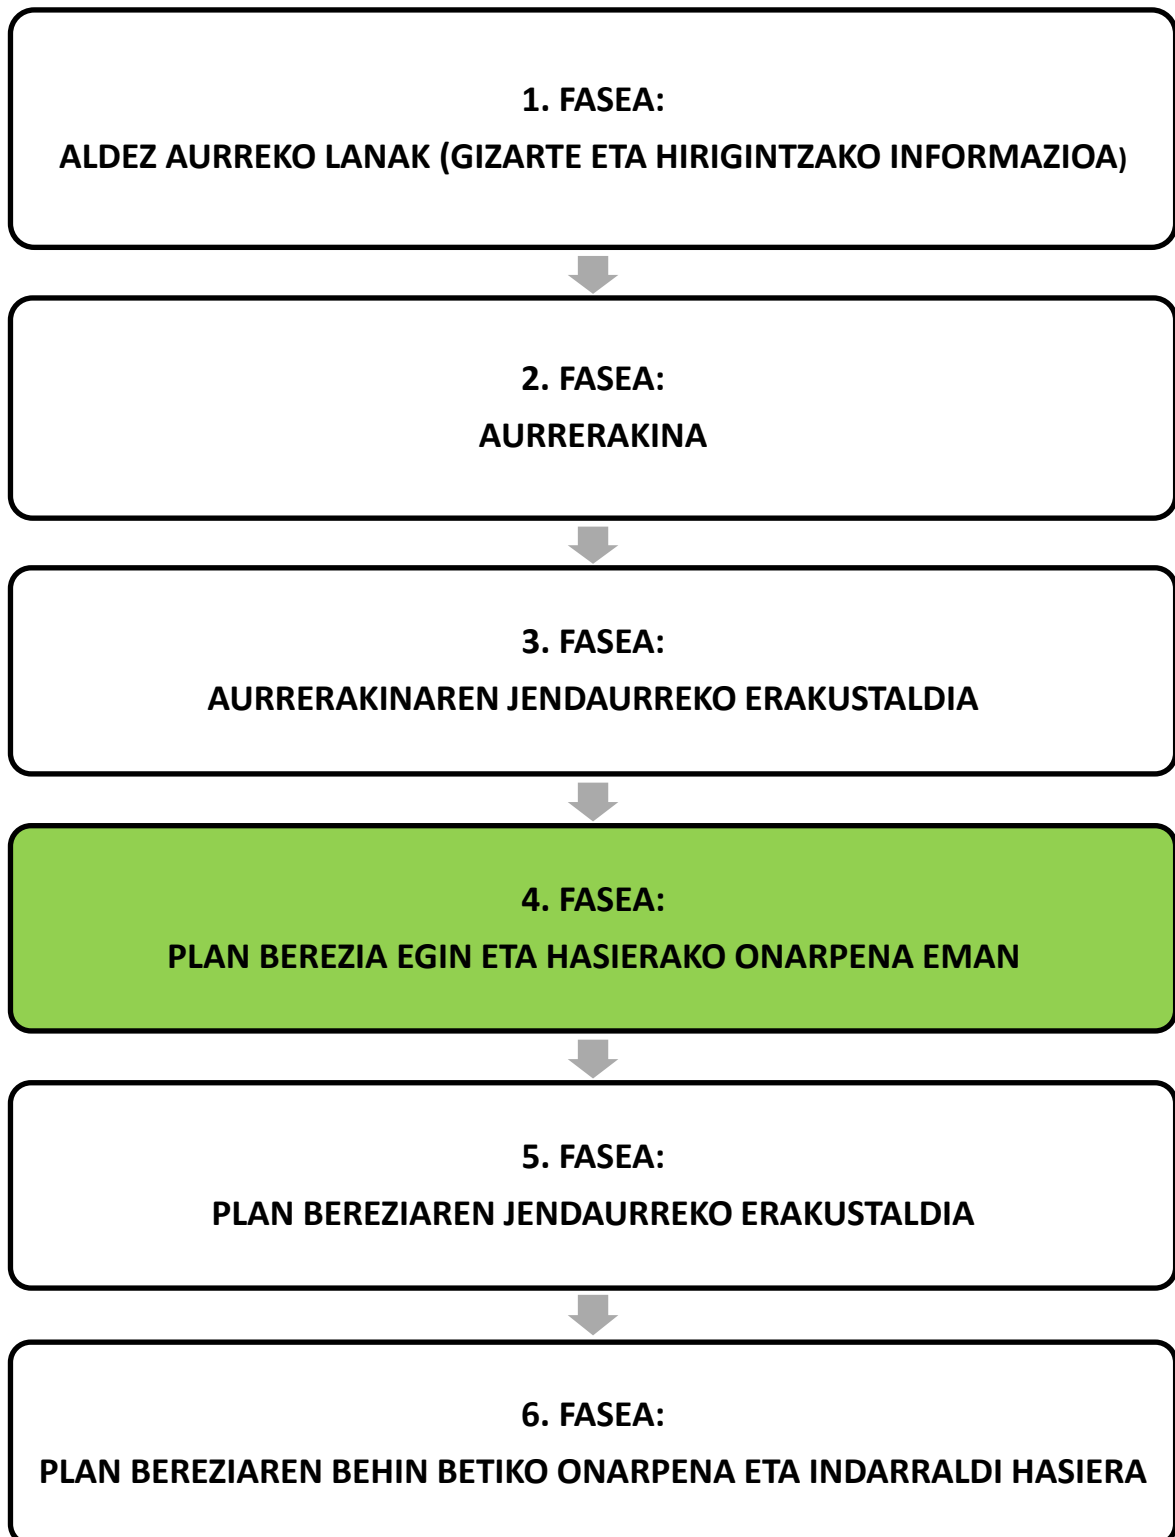 1. FASEA:
ALDEZ AURREKO LANAK (GIZARTE ETA HIRIGINTZAKO INFORMAZIOA)
2. FASEA:
AURRERAKINA
3. FASEA:
AURRERAKINAREN JENDAURREKO ERAKUSTALDIA
4. FASEA:
PLAN BEREZIA EGIN ETA HASIERAKO ONARPENA EMAN
5. FASEA:
PLAN BEREZIAREN JENDAURREKO ERAKUSTALDIA
6. FASEA:
PLAN BEREZIAREN BEHIN BETIKO ONARPENA ETA INDARRALDI HASIERA